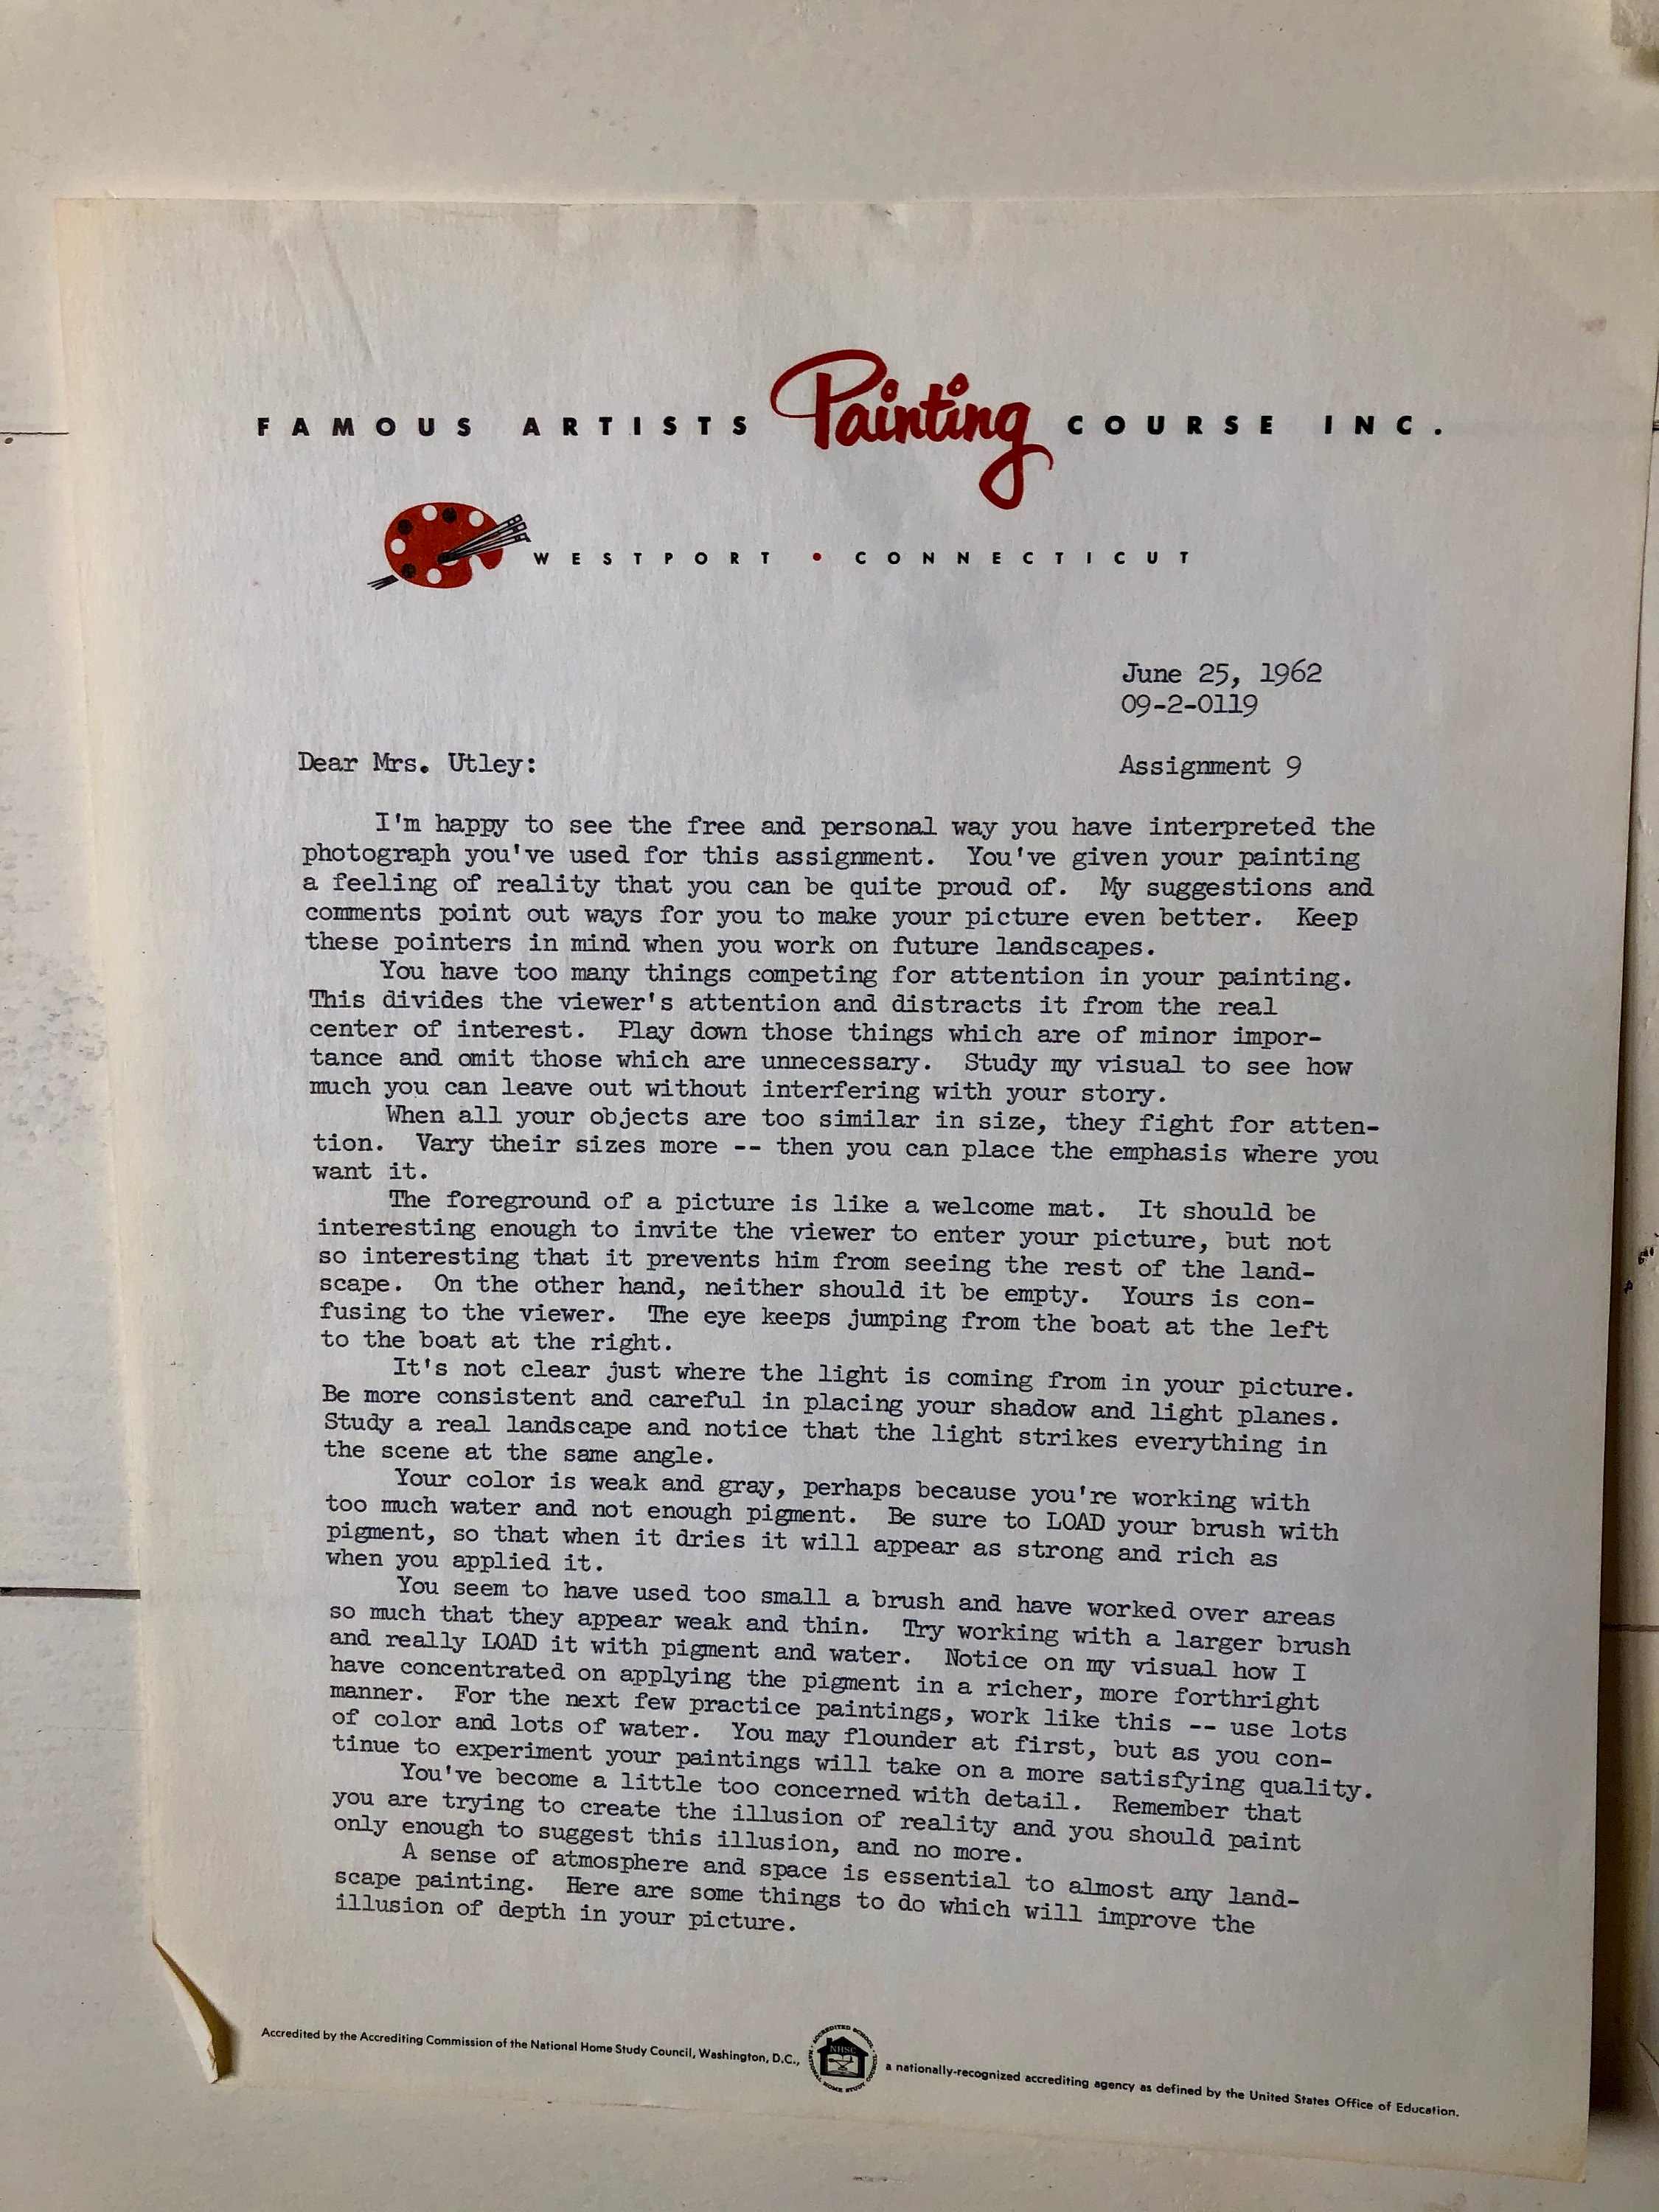 FAMOUS ARTISTS Painting COURSE INC.
WESTPORT • CONNECTICUT
June 25, 1962
09-2-0119
Dear Mrs. Utley:
Assignment 9
I'm happy to see the free and personal way you have interpreted the
photograph you've used for this assignment. You've given your painting
a feeling of reality that you can be quite proud of. My suggestions and
comments point out ways for you to make your picture even better. Keep
these pointers in mind when you work on future landscapes.
You have too many things competing for attention in your painting.
This divides the viewer's attention and distracts it from the real
center of interest. Play down those things which are of minor impor-
tance and omit those which are unnecessary. Study my visual to see how
much you can leave out without interfering with your story.
When all your objects are too similar in size, they fight for atten-
tion. Vary their sizes more -- then you can place the emphasis where you
want it.
The foreground of a picture is like a welcome mat. It should be
interesting enough to invite the viewer to enter your picture, but not
so interesting that it prevents him from seeing the rest of the land-
scape. On the other hand, neither should it be empty. Yours is con-
fusing to the viewer. The eye keeps jumping from the boat at the left
to the boat at the right.
It's not clear just where the light is coming from in your picture.
Be more consistent and careful in placing your shadow and light planes.
Study a real landscape and notice that the light strikes everything in
the scene at the same angle.
Your color is weak and gray, perhaps because you're working with
too much water and not enough pigment. Be sure to LOAD your brush with
pigment, so that when it dries it will appear as strong and rich as
when you applied it.
You seem to have used too small a brush and have worked over areas
so much that they appear weak and thin. Try working with a larger brush
and really LOAD it with pigment and water. Notice on my visual how I
have concentrated on applying the pigment in a richer, more forthright
manner. For the next few practice paintings, work like this -- use lots
of color and lots of water. You may flounder at first, but as you con-
tinue to experiment your paintings will take on a more satisfying quality.
You've become a little too concerned with detail. Remember that
you are trying to create the illusion of reality and you should paint
only enough to suggest this illusion, and no more.
A sense of atmosphere and space is essential to almost any land-
scape painting. Here are some things to do which will improve the
illusion of depth in your picture.
Accredited by the Accrediting Commission of the National Home Study Council, Washington, D.C.,
ACCREDITED SCHOOL
NHSC
NATIONAL HOME STUDY COUNCIL
a nationally-recognized accrediting agency as defined by the United States Office of Education.